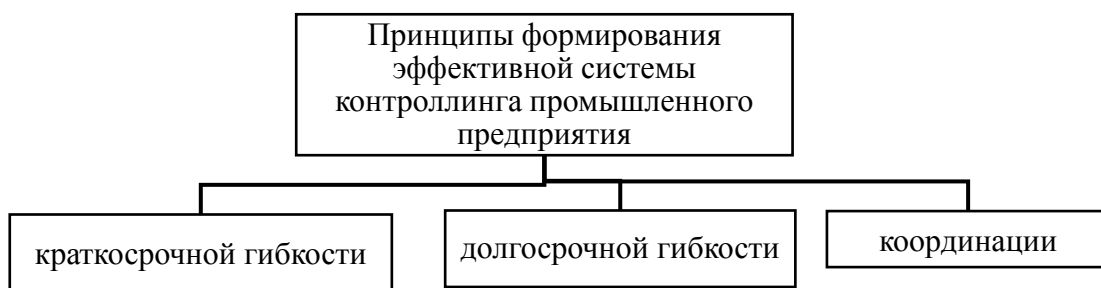 Принципы формирования
эффективной системы
контроллинга промышленного
предприятия
краткосрочной гибкости
долгосрочной гибкости
координации